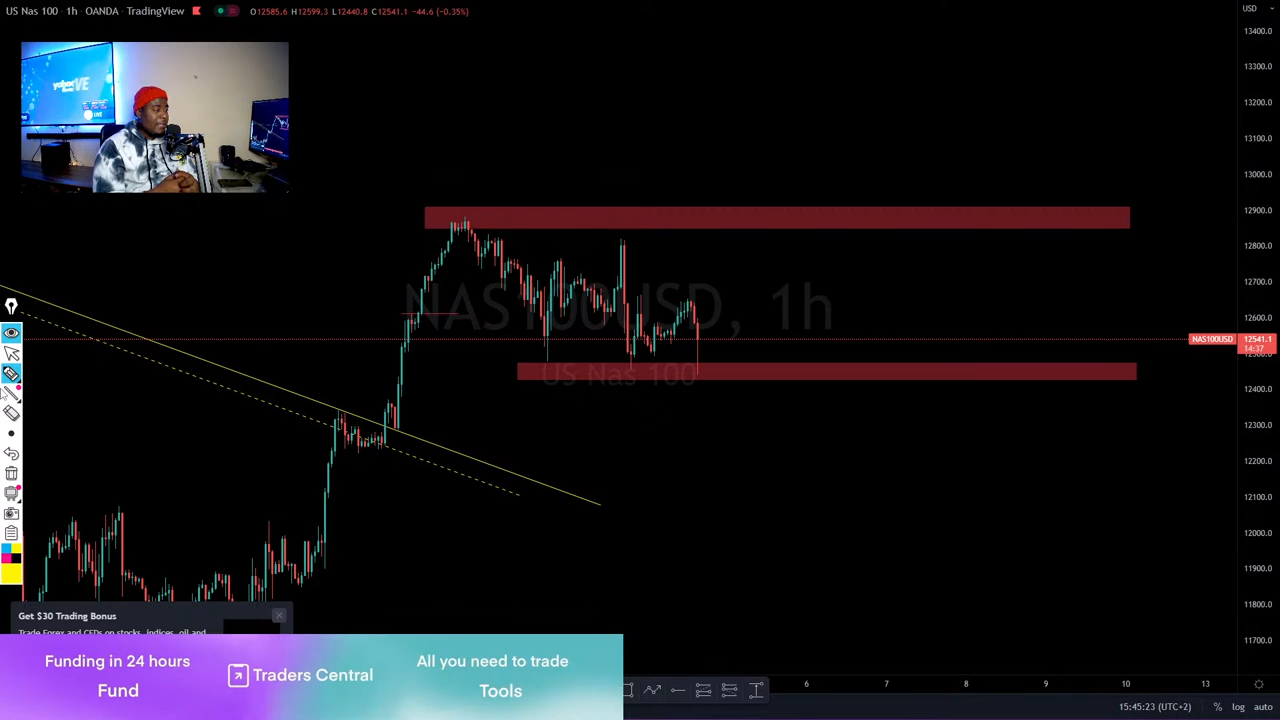 US Nas 100 · 1h · OANDA · TradingView
O12585.6 H12599.3 L12440.8 C12541.1 -44.6 (-0.35%)
USD
13400.0
13300.0
13200.0
13100.0
13000.0
12900.0
12800.0
12700.0
12600.0
NAS100USD 12541.1
14:37
12400.0
12300.0
12200.0
12100.0
12000.0
11900.0
11800.0
11700.0
LIVE
NAS100USD, 1h
US Nas 100
Get $30 Trading Bonus
Trade Forex and CFDs on stocks, indices, oil and
Funding in 24 hours
Fund
Traders Central
All you need to trade
Tools
6 7 8 9 10 13
15:45:23 (UTC+2) % log auto